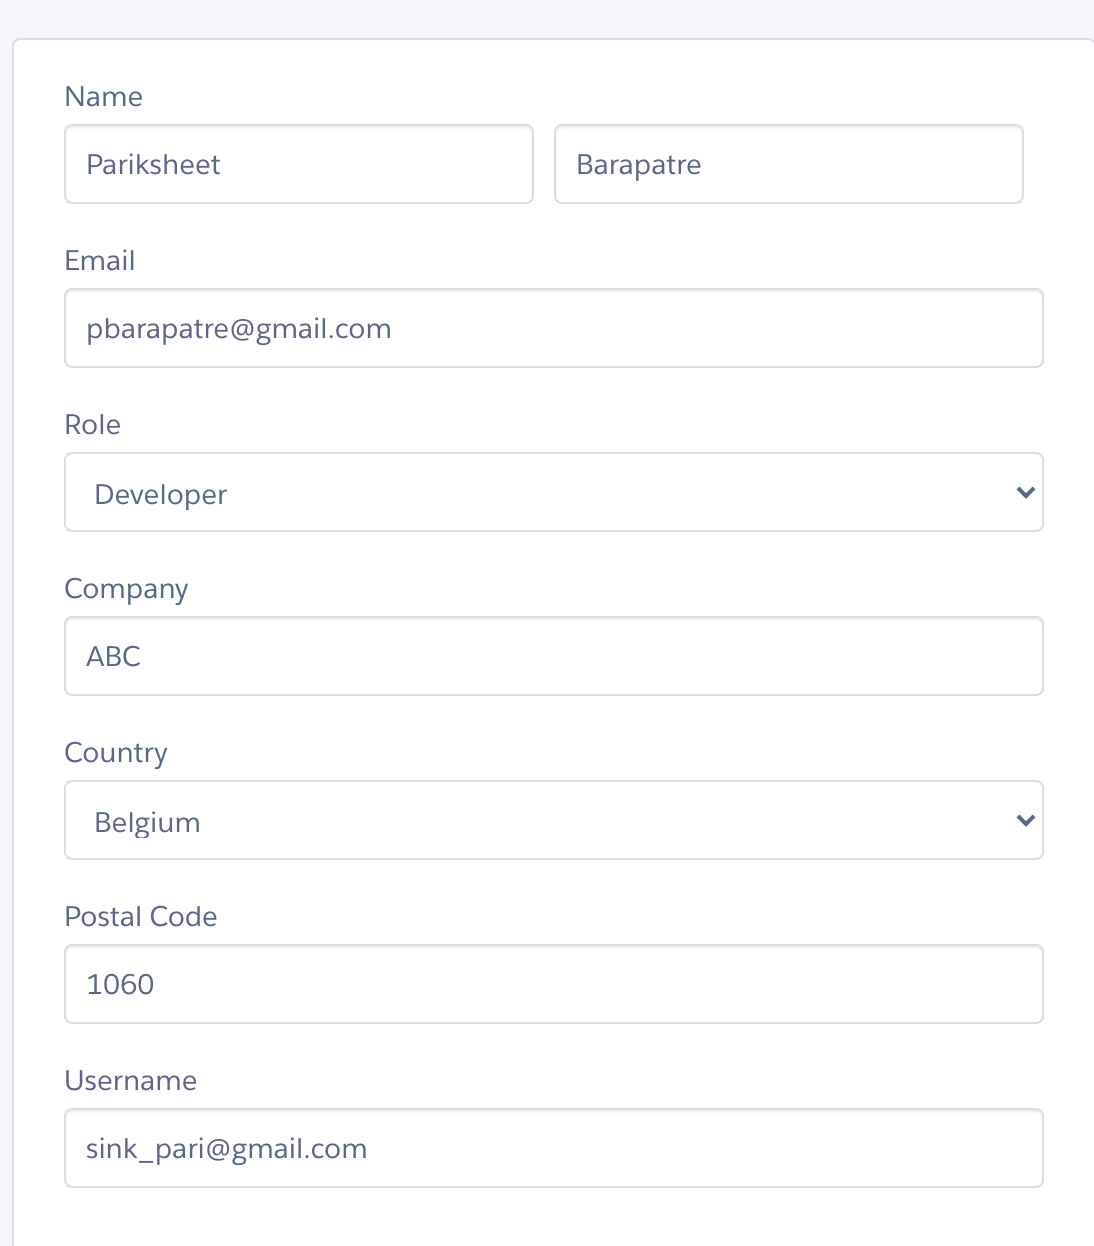 Name
Pariksheet Barapatre
Email
pbarapatre@gmail.com
Role
Developer
Company
ABC
Country
Belgium
Postal Code
1060
Username
sink_pari@gmail.com